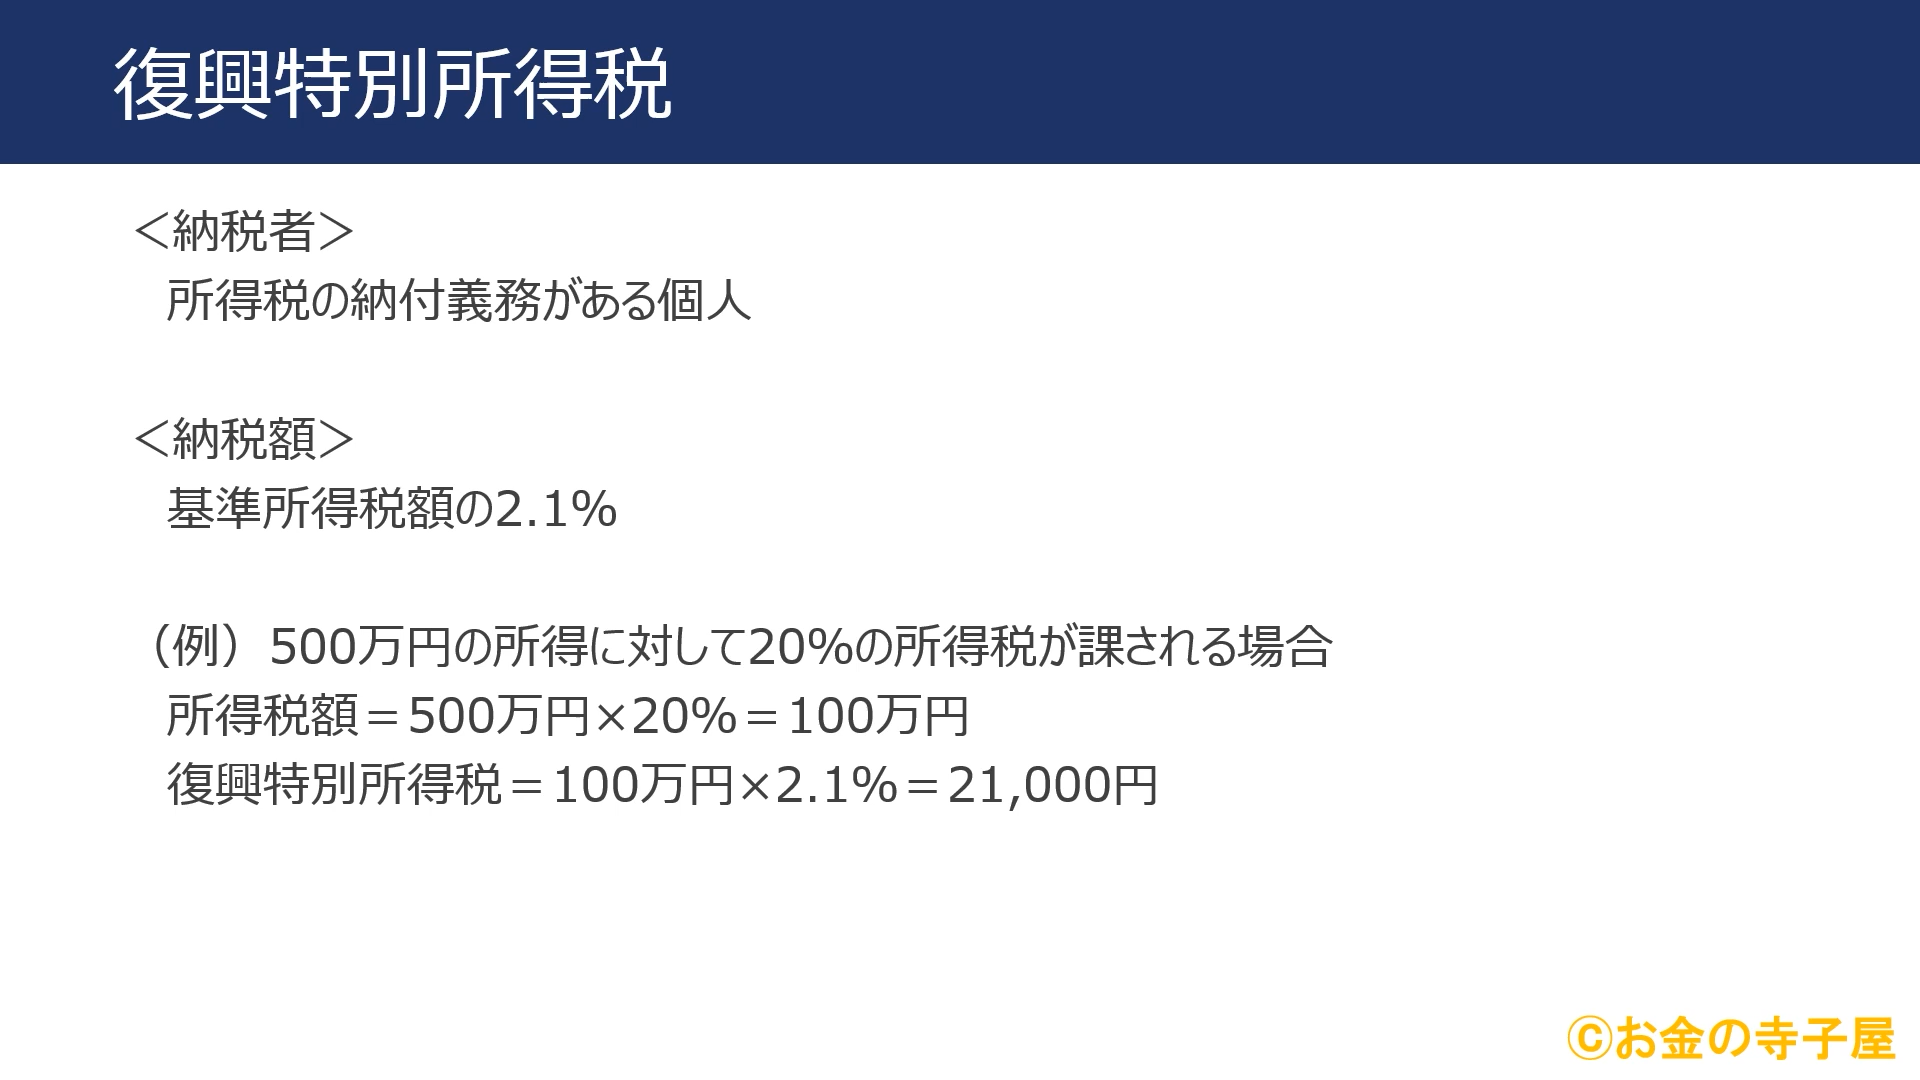 復興特別所得税
＜納税者＞
所得税の納付義務がある個人
＜納税額＞
基準所得税額の2.1%
（例）500万円の所得に対して20%の所得税が課される場合
所得税額＝500万円×20%＝100万円
復興特別所得税＝100万円×2.1%＝21,000円
©お金の寺子屋